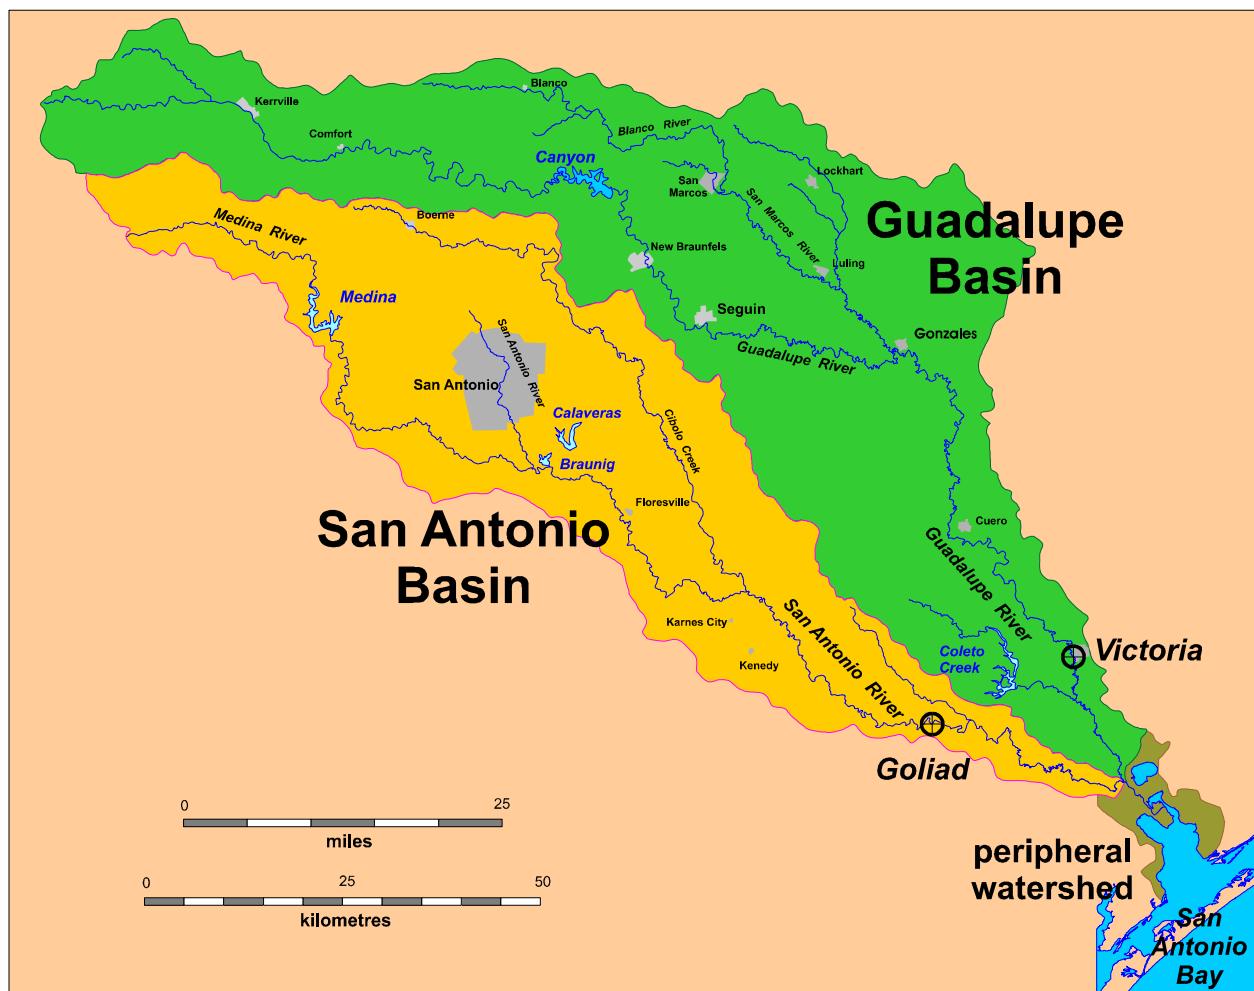 Blanco
Kerrville
Blanco River
Comfort
Canyon
San
Marcos
Lockhart
San Marcos River
Guadalupe
Basin
Medina River
Boerne
New Braunfels
Luling
Medina
Seguin
San Antonio River
Gonzales
Guadalupe River
San Antonio
Calaveras
Cibolo Creek
Braunig
Floresville
San Antonio
Basin
Cuero
Guadalupe River
Karnes City
San Antonio River
Coleto
Creek
Victoria
Kenedy
Goliad
0 25
miles
0 25 50
kilometres
peripheral
watershed
San
Antonio
Bay